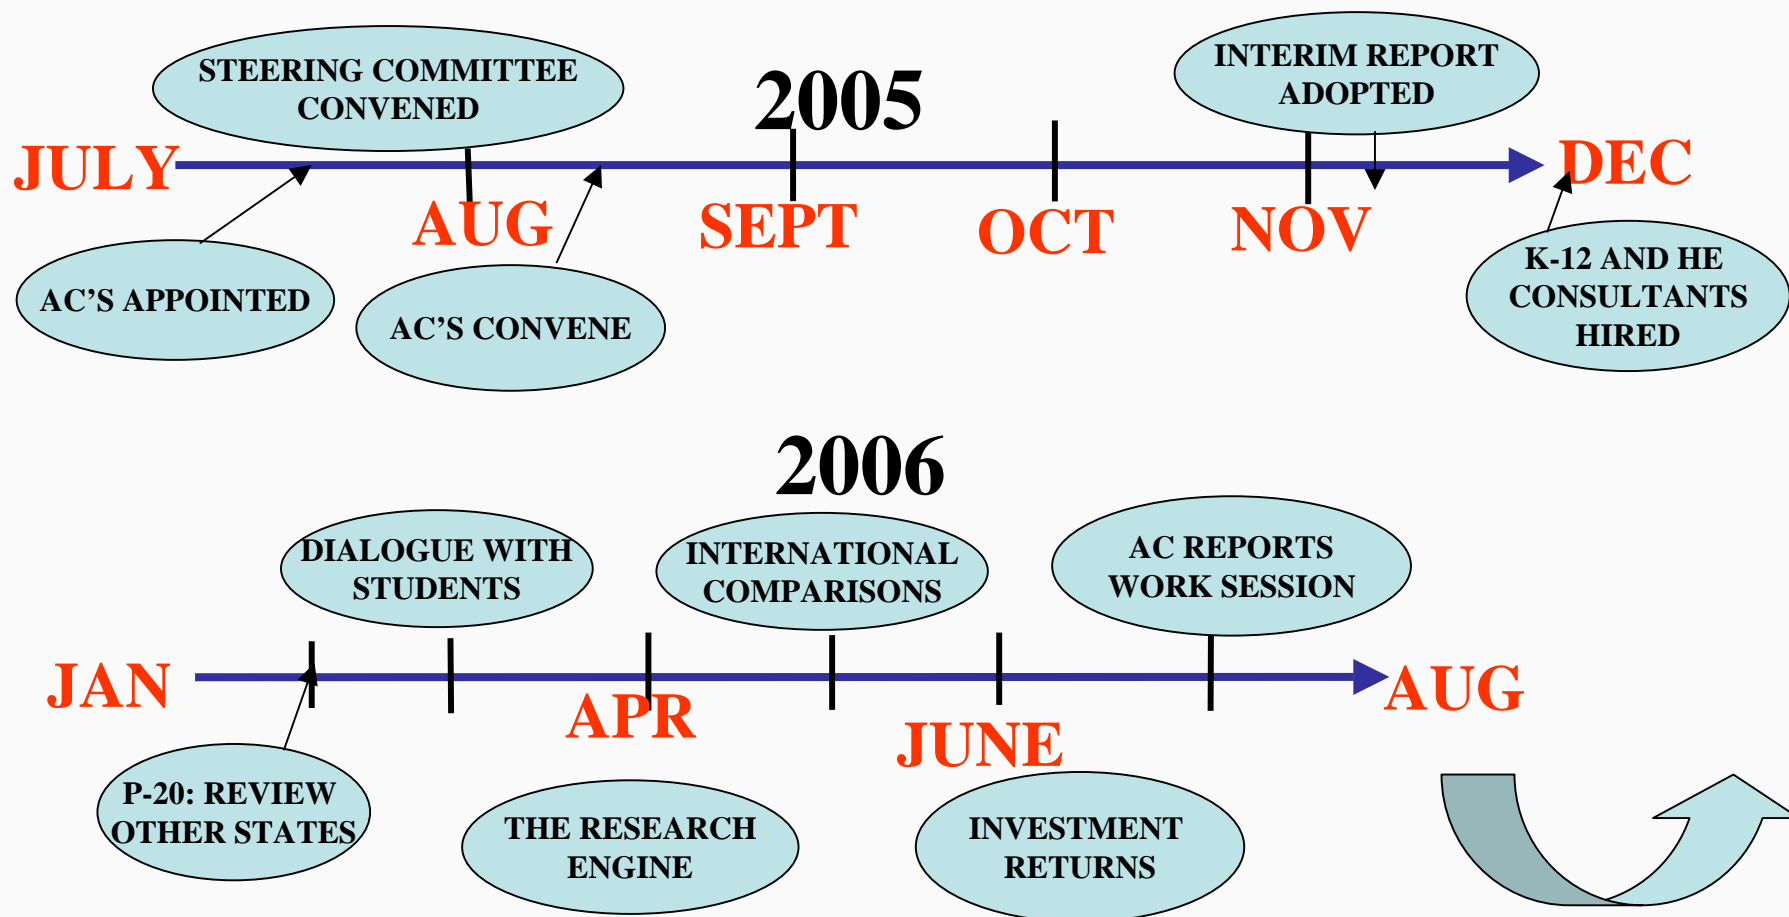 STEERING COMMITTEE
CONVENED
2005
INTERIM REPORT
ADOPTED
JULY
DEC
AUG
SEPT
OCT
NOV
AC’S APPOINTED
AC’S CONVENE
K-12 AND HE
CONSULTANTS
HIRED
2006
DIALOGUE WITH
STUDENTS
INTERNATIONAL
COMPARISONS
AC REPORTS
WORK SESSION
JAN
APR
JUNE
AUG
P-20: REVIEW
OTHER STATES
THE RESEARCH
ENGINE
INVESTMENT
RETURNS